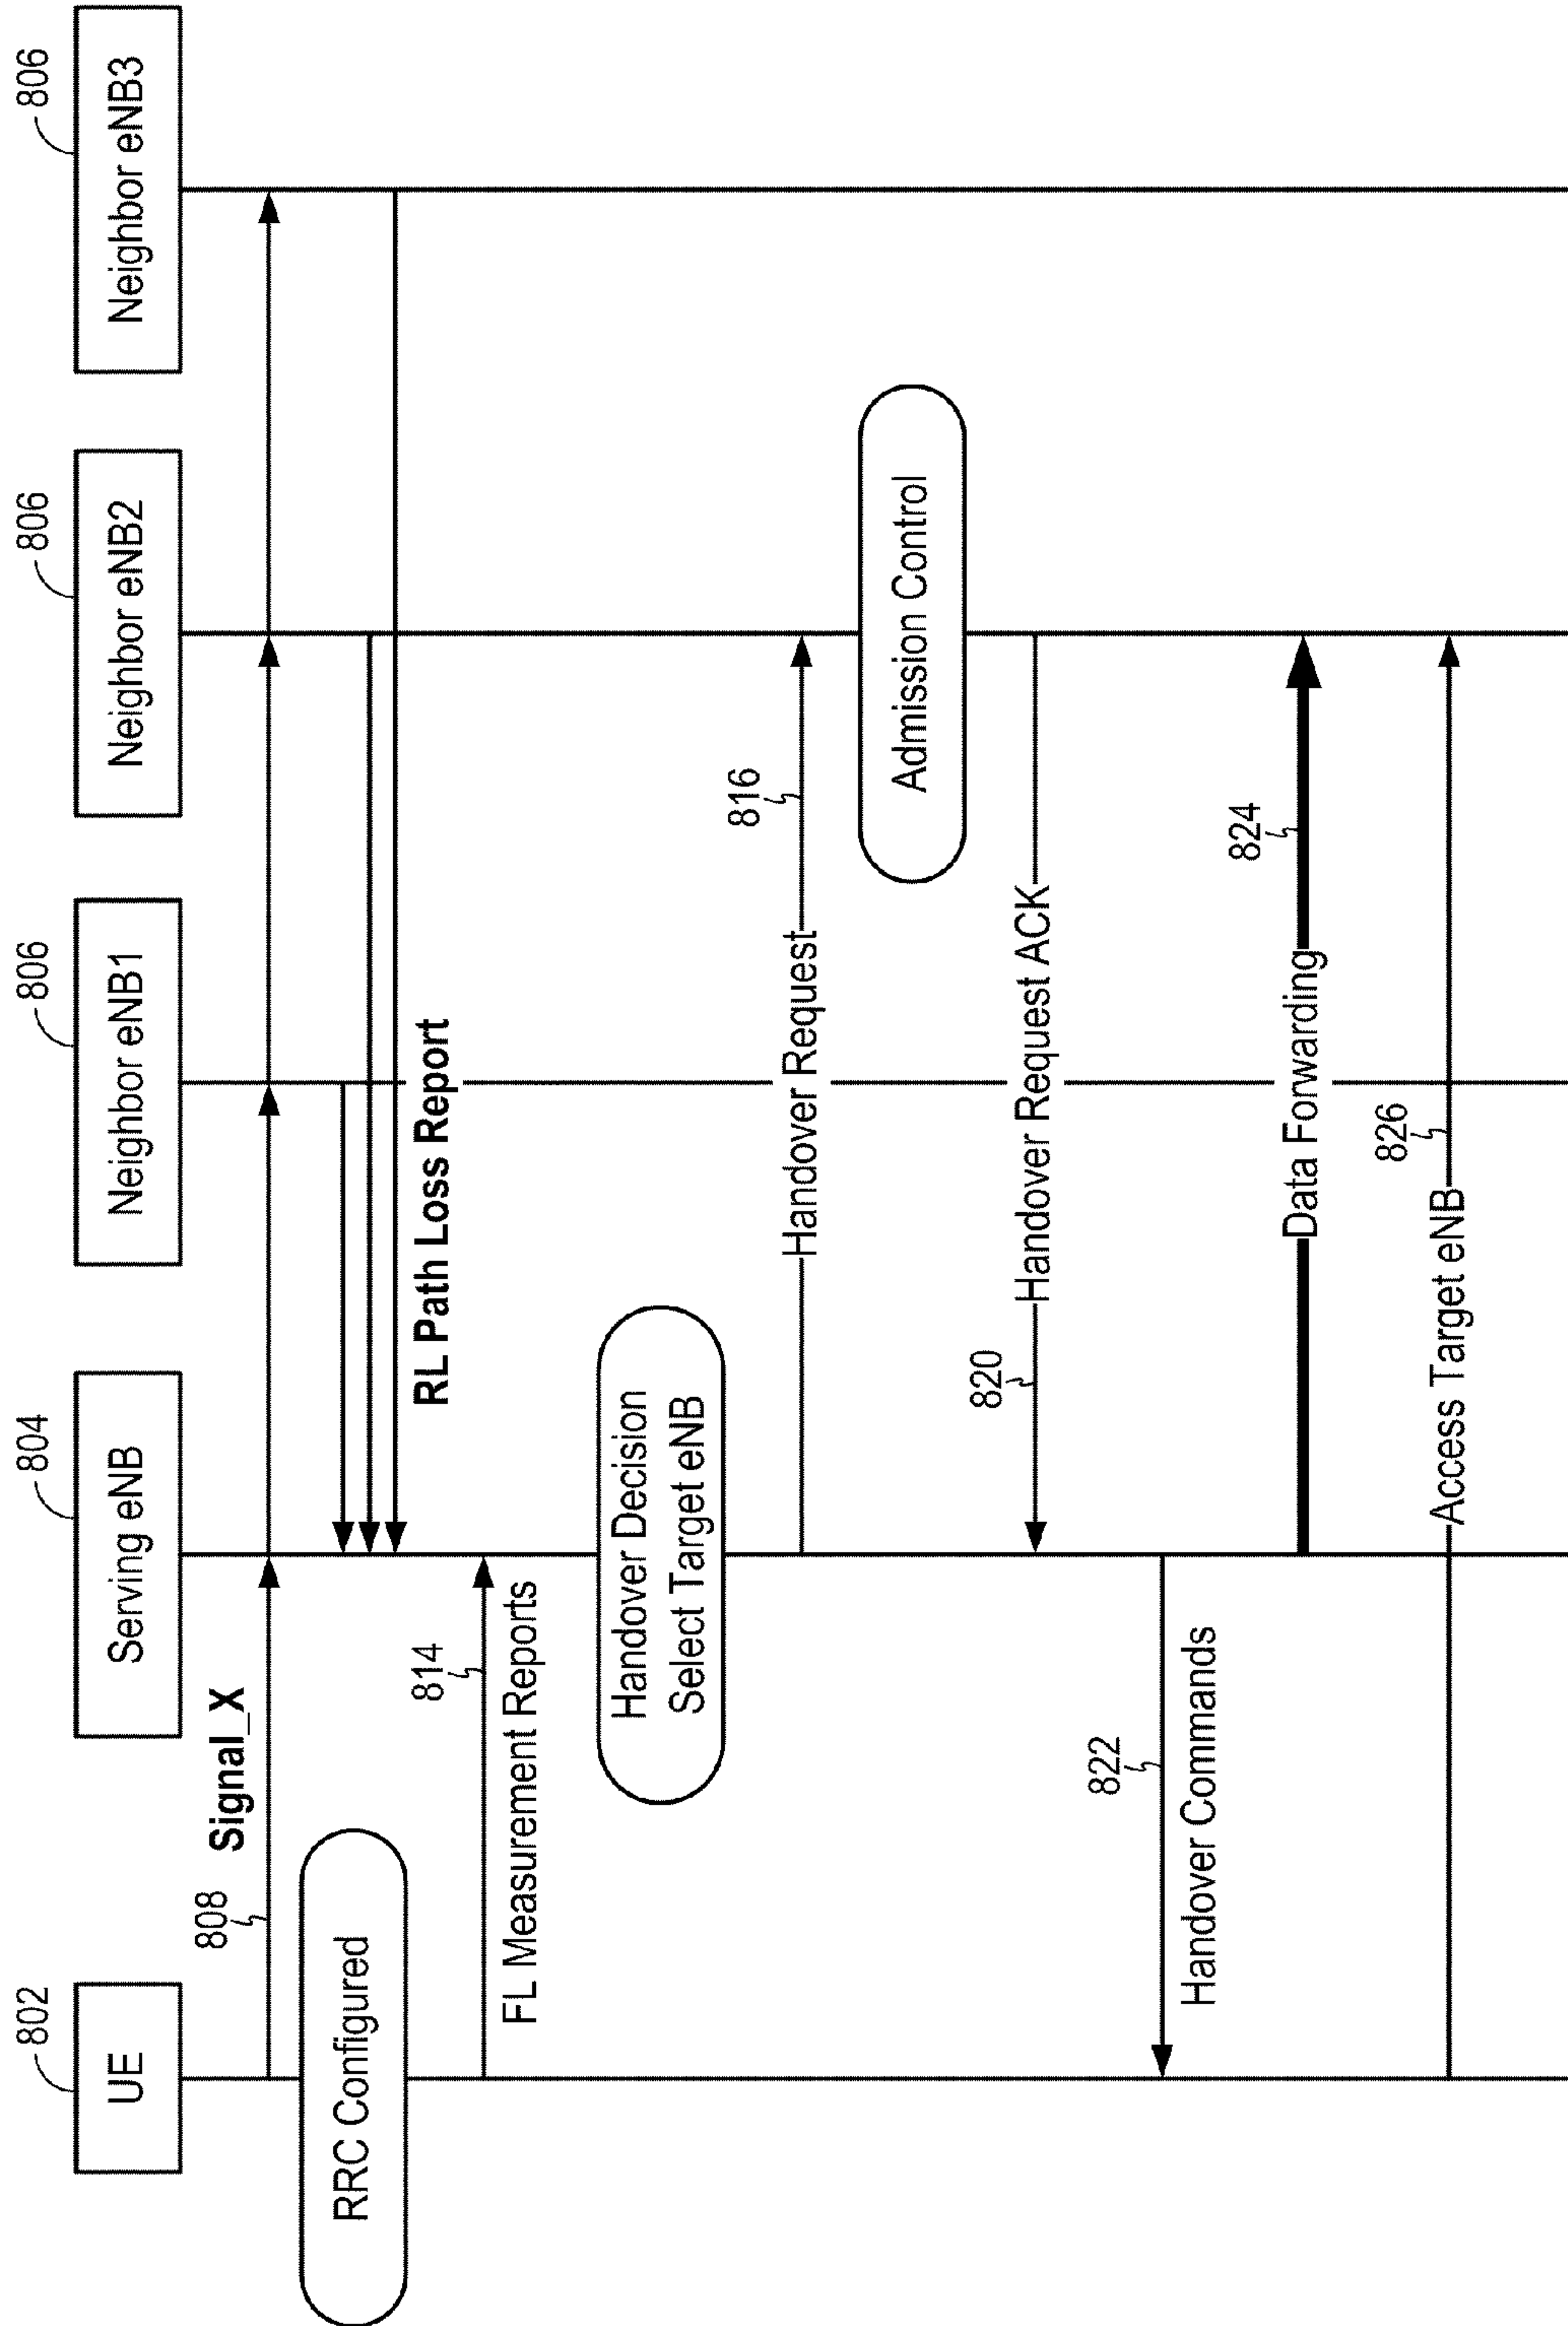 802
804
806
806
806
UE
Serving eNB
Neighbor eNB1
Neighbor eNB2
Neighbor eNB3
808
Signal_X
RRC Configured
RL Path Loss Report
814
FL Measurement Reports
Handover Decision
Select Target eNB
816
Handover Request
Admission Control
820
Handover Request ACK
822
Handover Commands
824
Data Forwarding
826
Access Target eNB